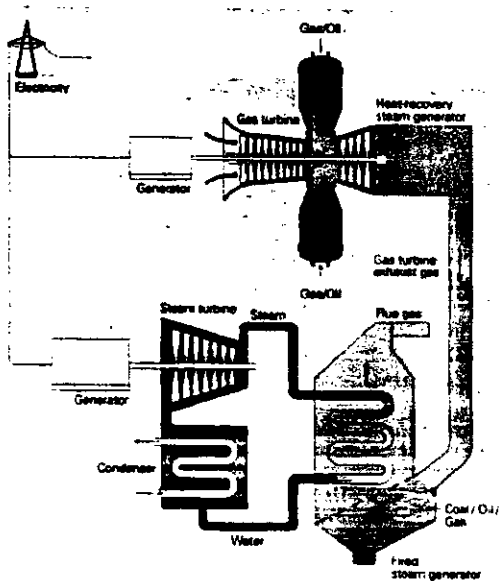 Gas/Oil
Electricity
Gas turbine
Heat-recovery
steam generator
Generator
Gas turbine
exhaust gas
Gas/Oil
Steam turbine
Steam
Flue gas
Generator
Condenser
Coal / Oil /
Gas
Water
Fired
steam generator